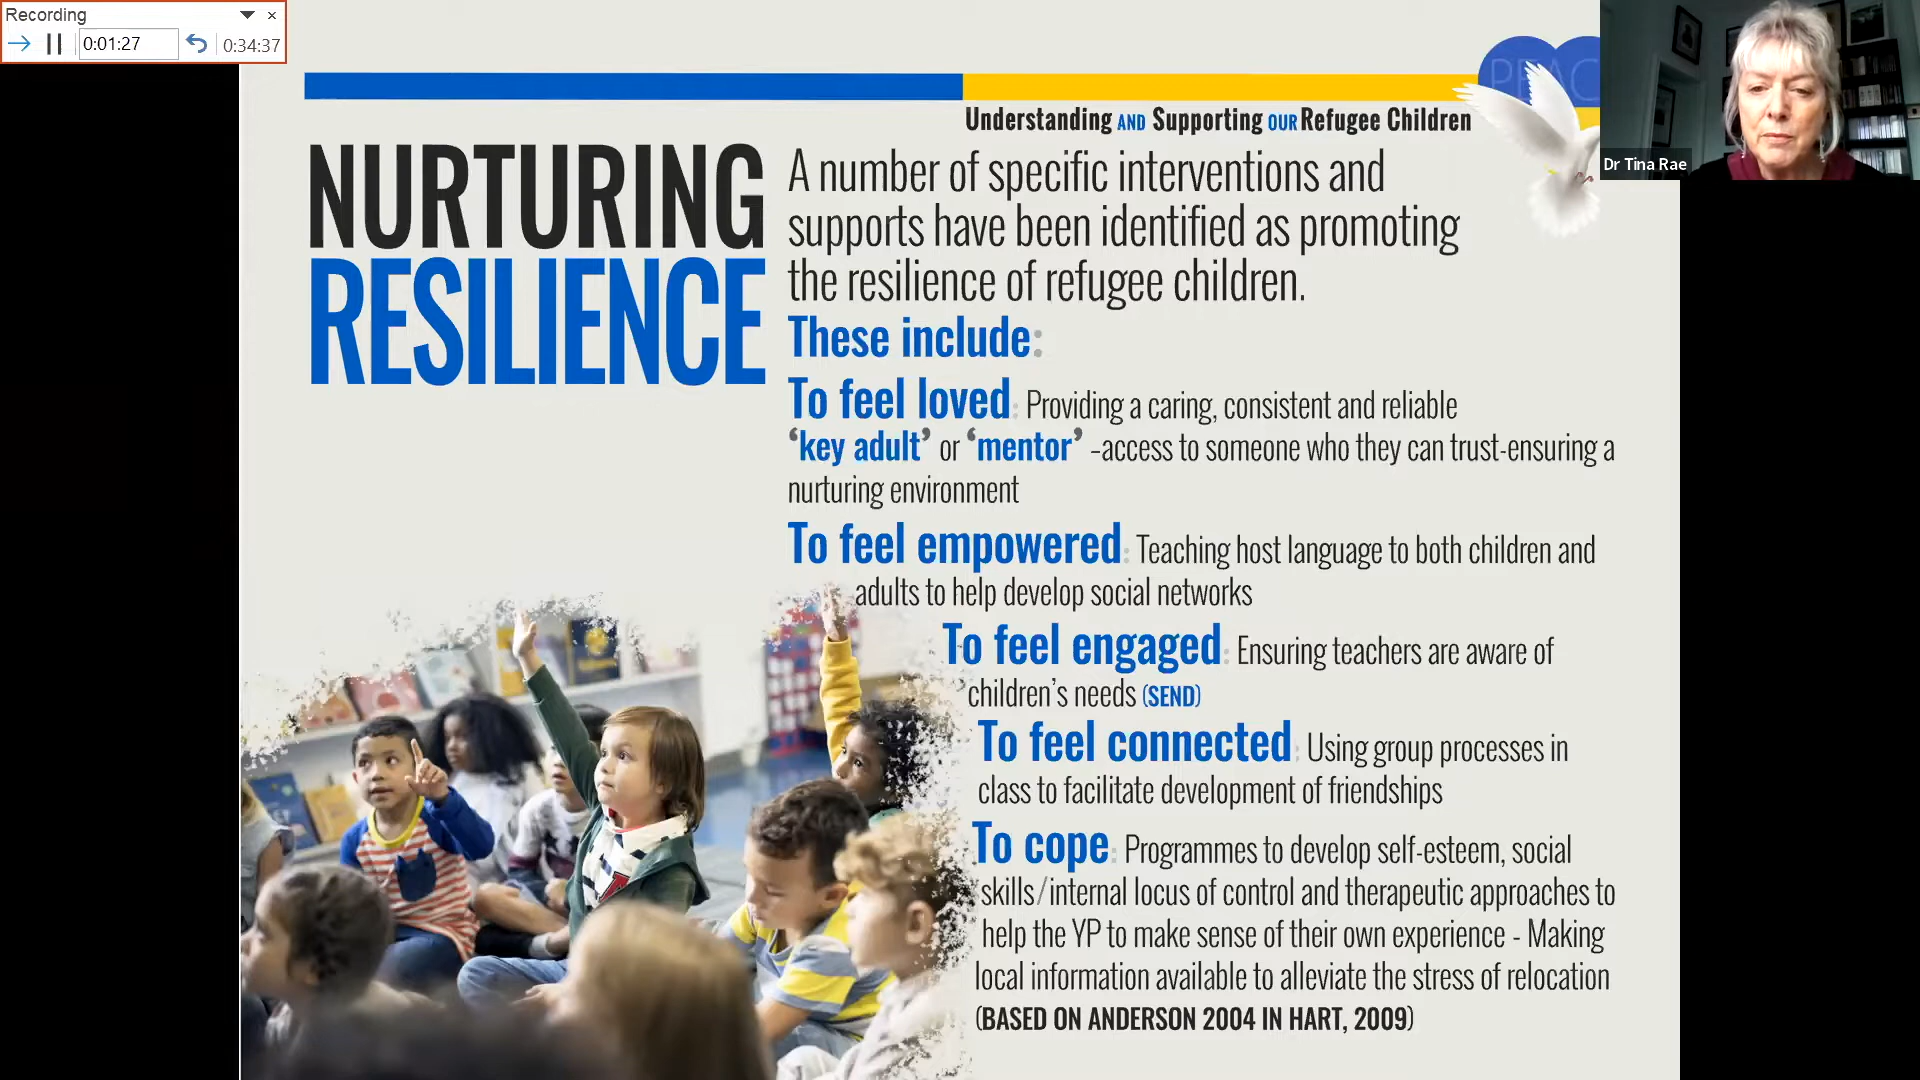 Recording
0:01:27
0:34:37
PEAC
Understanding AND Supporting OUR Refugee Children
Dr Tina Rae
NURTURING
RESILIENCE
A number of specific interventions and
supports have been identified as promoting
the resilience of refugee children.
These include:
To feel loved: Providing a caring, consistent and reliable
‘key adult’ or ‘mentor’ –access to someone who they can trust-ensuring a
nurturing environment
To feel empowered: Teaching host language to both children and
adults to help develop social networks
To feel engaged: Ensuring teachers are aware of
children’s needs (SEND)
To feel connected: Using group processes in
class to facilitate development of friendships
To cope: Programmes to develop self-esteem, social
skills/internal locus of control and therapeutic approaches to
help the YP to make sense of their own experience - Making
local information available to alleviate the stress of relocation
(BASED ON ANDERSON 2004 IN HART, 2009)